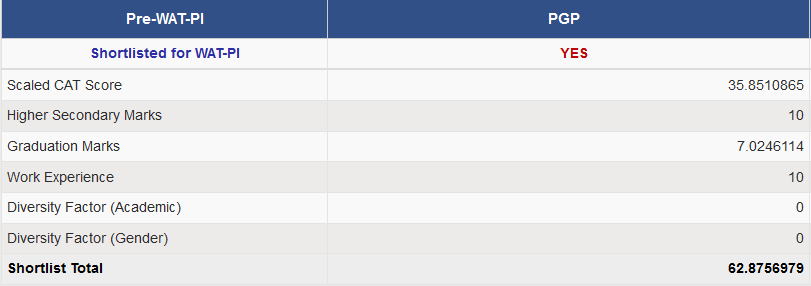 Pre-WAT-PI PGP
Shortlisted for WAT-PI YES
Scaled CAT Score 35.8510865
Higher Secondary Marks 10
Graduation Marks 7.0246114
Work Experience 10
Diversity Factor (Academic) 0
Diversity Factor (Gender) 0
Shortlist Total 62.8756979